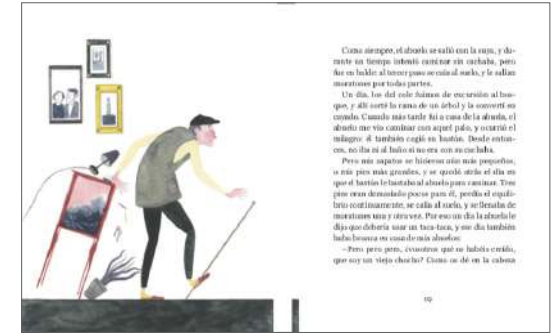 Como siempre, el abuelo se salió con la suya, y du-
rante un tiempo intentó caminar sin cachaba, pero
fue en balde: al tercer paso se caía al suelo, y le salían
moratones por todas partes.
Un día, los del cole fuimos de excursión al bos-
que, y allí corté la rama de un árbol y la convertí en
cayado. Cuando más tarde fui a casa de la abuela, el
abuelo me vio caminar con aquel palo, y ocurrió el
milagro: él también cogió su bastón. Desde enton-
ces, no iba ni al baño si no era con su cachaba.
Pero mis zapatos se hicieron aún más pequeños,
o mis pies más grandes, y se quedó atrás el día en
que el bastón le bastaba al abuelo para caminar. Tres
pies eran demasiado pocos para él, perdía el equili-
brio continuamente, se caía al suelo, y se llenaba de
moratones una y otra vez. Por eso un día la abuela le
dijo que debería usar un taca-taca, y ese día también
hubo bronca en casa de mis abuelos:
—Pero pero pero, ¿vosotros qué os habéis creído,
que soy un viejo chocho? Como os dé en la cabeza